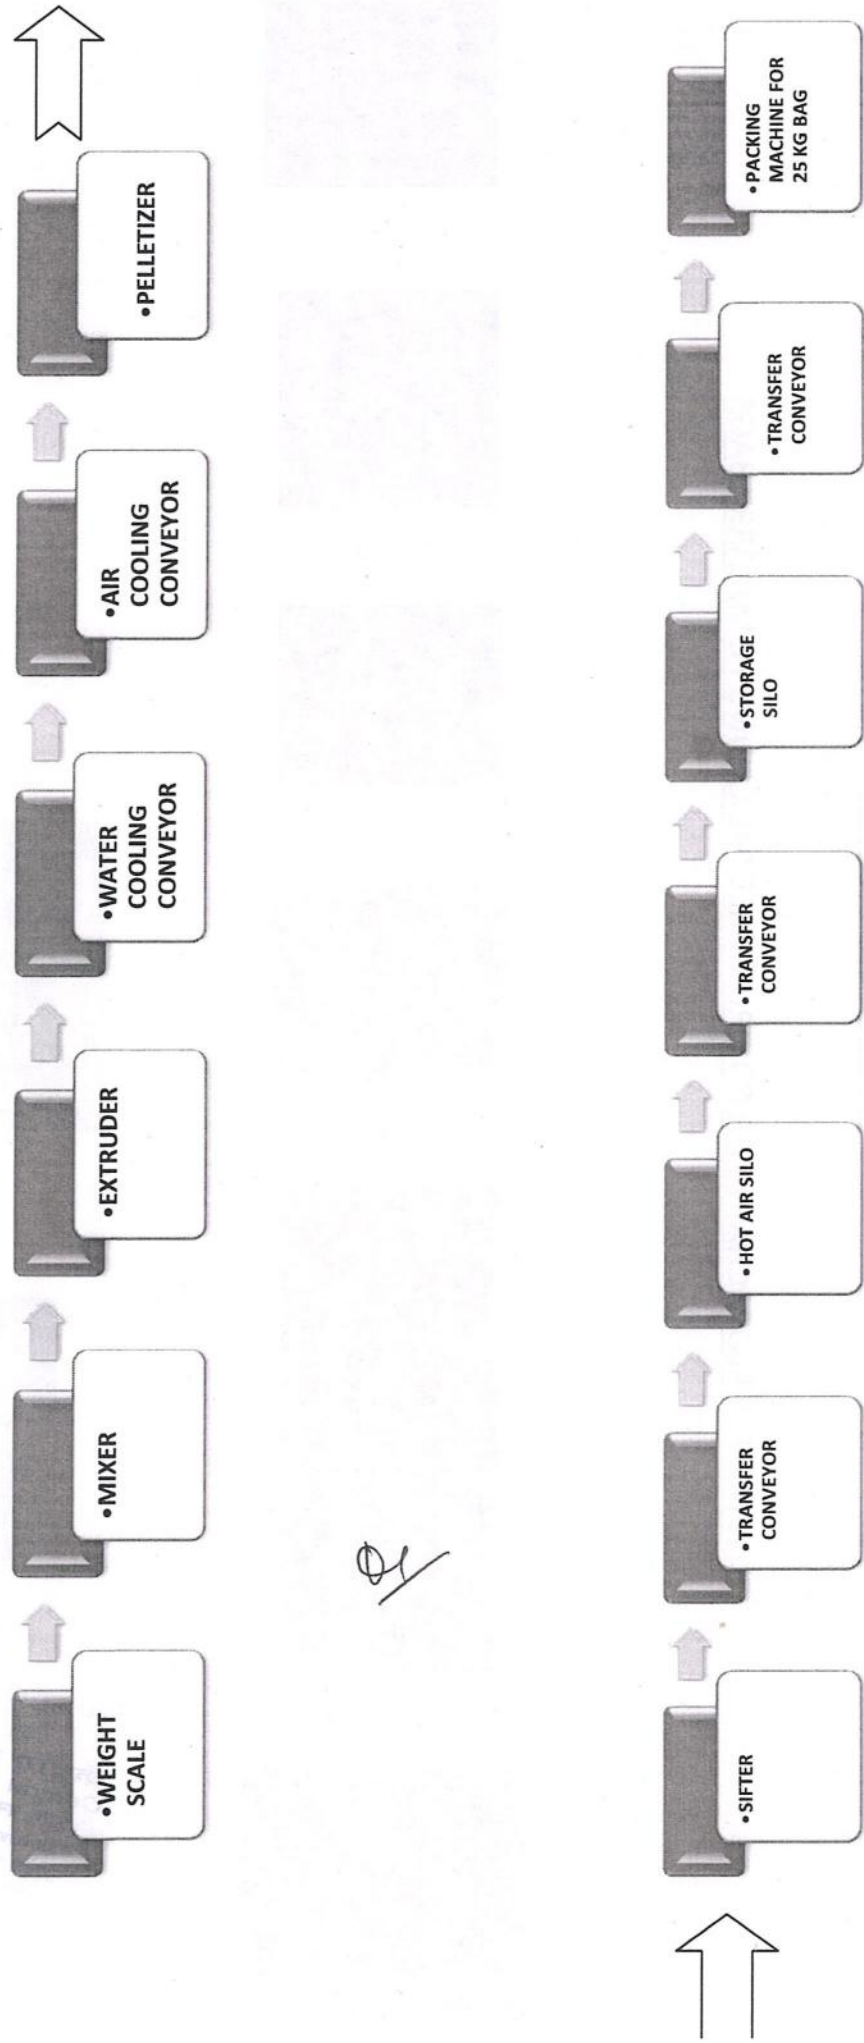 •WEIGHT
SCALE
•MIXER
•EXTRUDER
•WATER
COOLING
CONVEYOR
•AIR
COOLING
CONVEYOR
•PELLETIZER
•SIFTER
•TRANSFER
CONVEYOR
•HOT AIR SILO
•TRANSFER
CONVEYOR
•STORAGE
SILO
•TRANSFER
CONVEYOR
•PACKING
MACHINE FOR
25 KG BAG